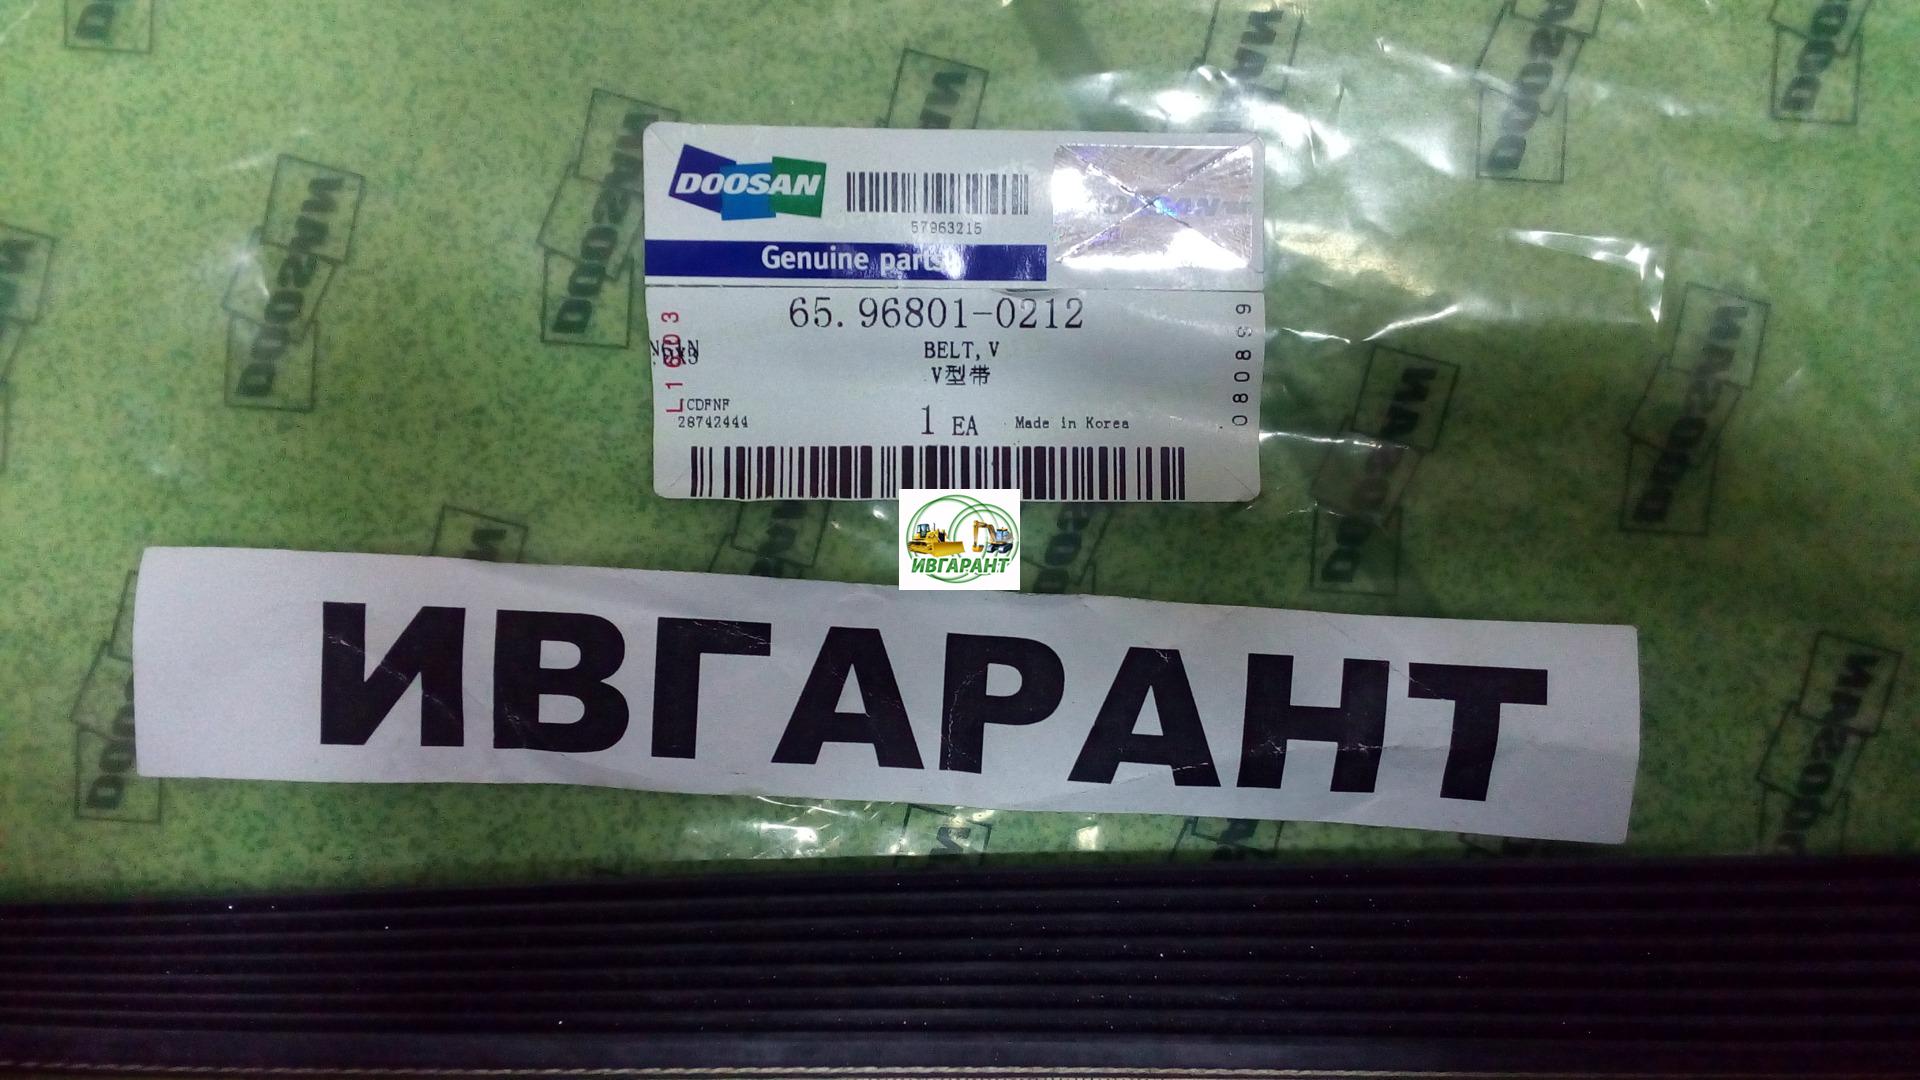 DOOSAN
57963215
Genuine parts
65.96801-0212
BELT, V
V型带
L1603
CDFNF
28742444
1 EA Made in Korea
ИВГАРАНТ
ИВГАРАНТ